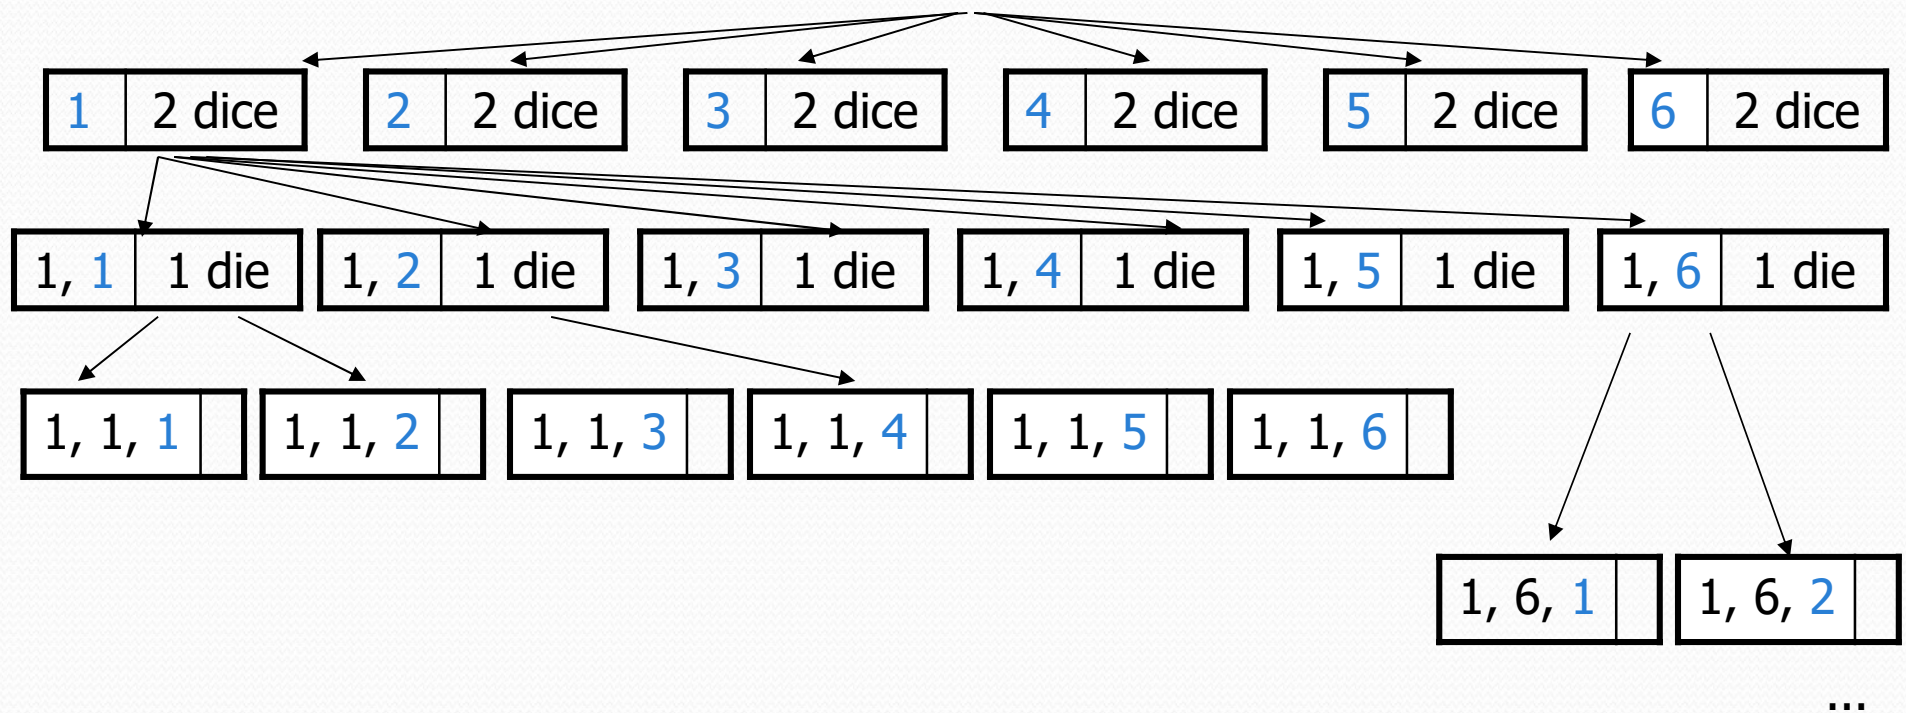 1 2 dice 2 2 dice 3 2 dice 4 2 dice 5 2 dice 6 2 dice
1, 1 1 die 1, 2 1 die 1, 3 1 die 1, 4 1 die 1, 5 1 die 1, 6 1 die
1, 1, 1 1, 1, 2 1, 1, 3 1, 1, 4 1, 1, 5 1, 1, 6
1, 6, 1 1, 6, 2
...